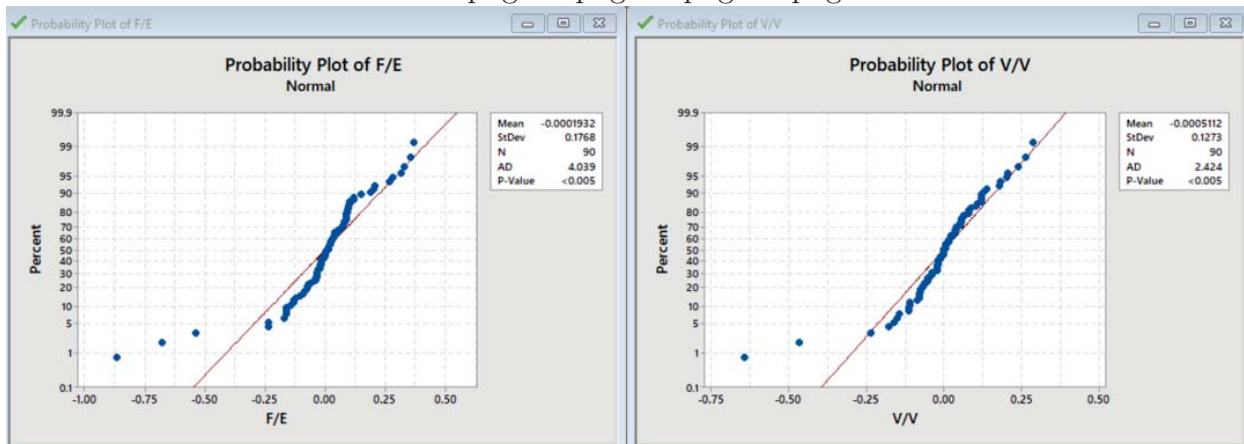 Probability Plot of F/E
Probability Plot of F/E
Normal
99.9
99
95
90
80
70
60
50
40
30
20
10
5
1
0.1
Percent
-1.00 -0.75 -0.50 -0.25 0.00 0.25 0.50
F/E
Mean -0.0001932
StDev 0.1768
N 90
AD 4.039
P-Value <0.005
Probability Plot of V/V
Probability Plot of V/V
Normal
99.9
99
95
90
80
70
60
50
40
30
20
10
5
1
0.1
Percent
-0.75 -0.50 -0.25 0.00 0.25 0.50
V/V
Mean -0.0005112
StDev 0.1273
N 90
AD 2.424
P-Value <0.005